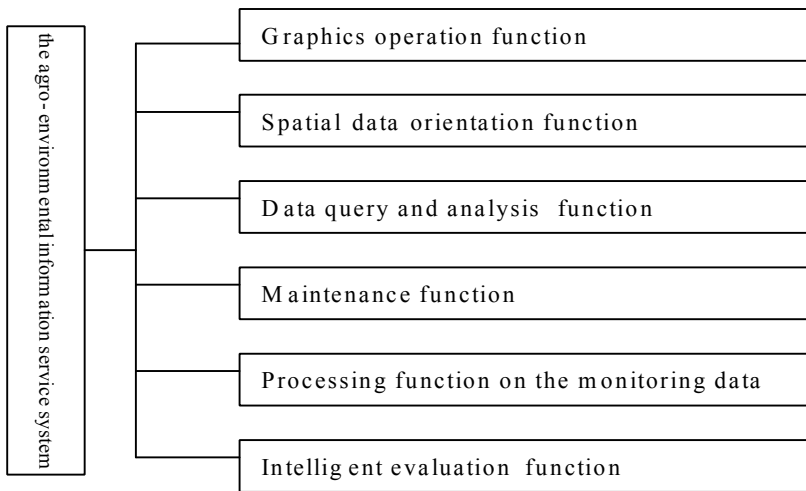 the agro-environmental information service system
Graphics operation function
Spatial data orientation function
Data query and analysis function
Maintenance function
Processing function on the monitoring data
Intelligent evaluation function